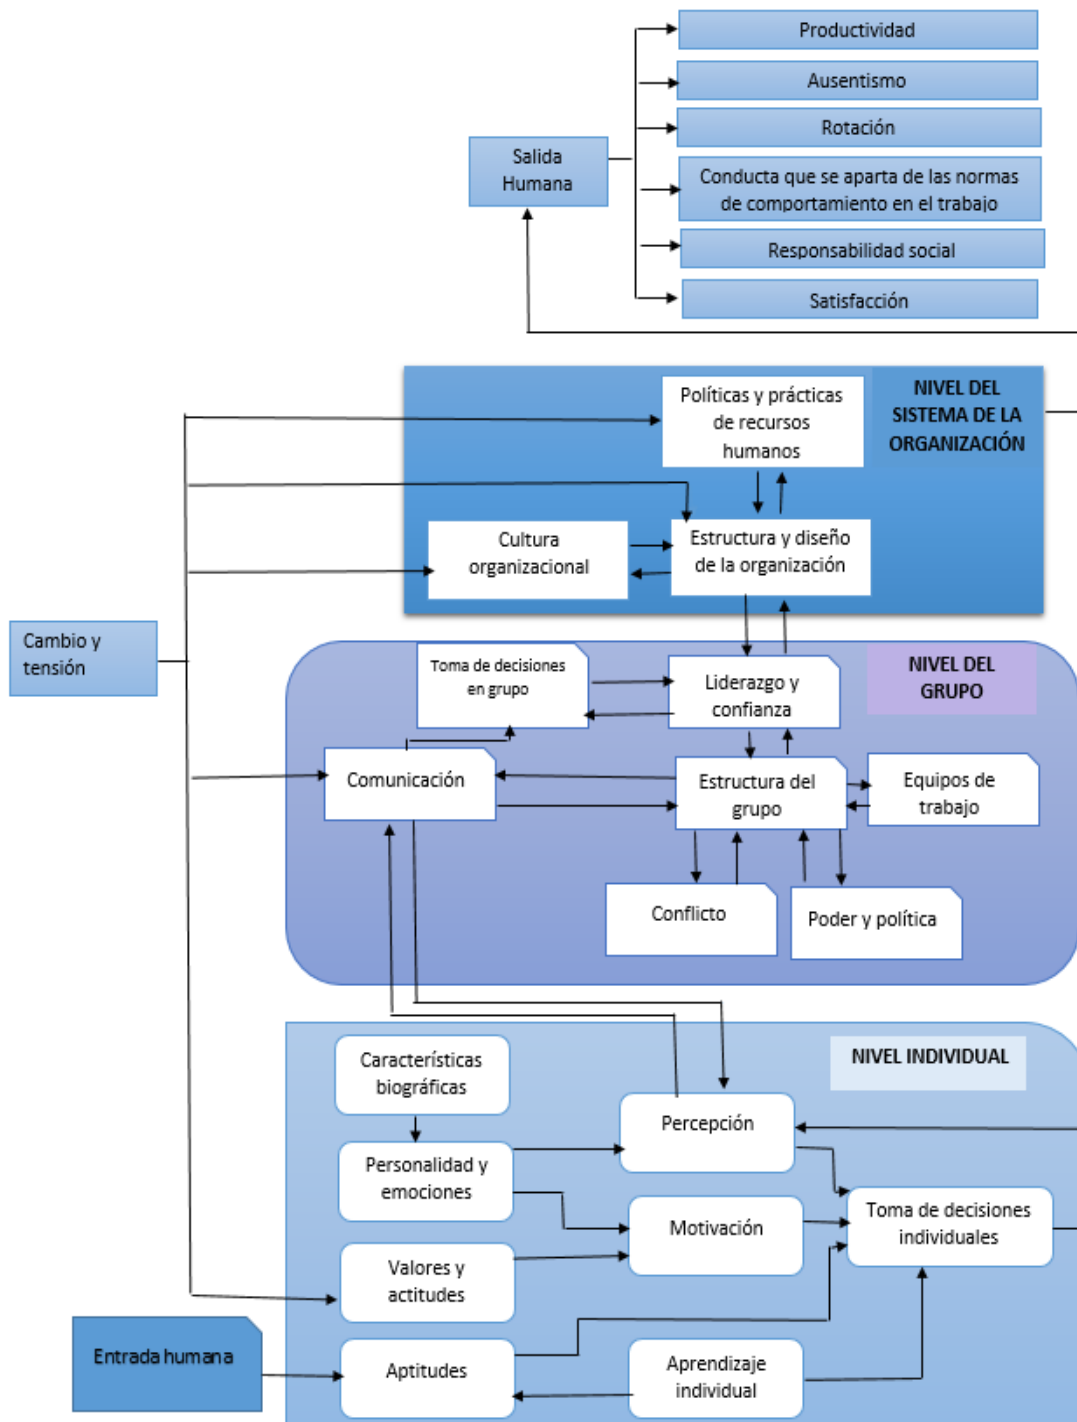 Productividad
Ausentismo
Rotación
Salida
Humana
Conducta que se aparta de las normas
de comportamiento en el trabajo
Responsabilidad social
Satisfacción
NIVEL DEL
SISTEMA DE LA
ORGANIZACIÓN
Políticas y prácticas
de recursos
humanos
Cultura
organizacional
Estructura y diseño
de la organización
Cambio y
tensión
NIVEL DEL
GRUPO
Toma de decisiones
en grupo
Liderazgo y
confianza
Comunicación
Estructura del
grupo
Equipos de
trabajo
Conflicto
Poder y política
NIVEL INDIVIDUAL
Características
biográficas
Percepción
Personalidad y
emociones
Motivación
Toma de decisiones
individuales
Valores y
actitudes
Entrada humana
Aptitudes
Aprendizaje
individual